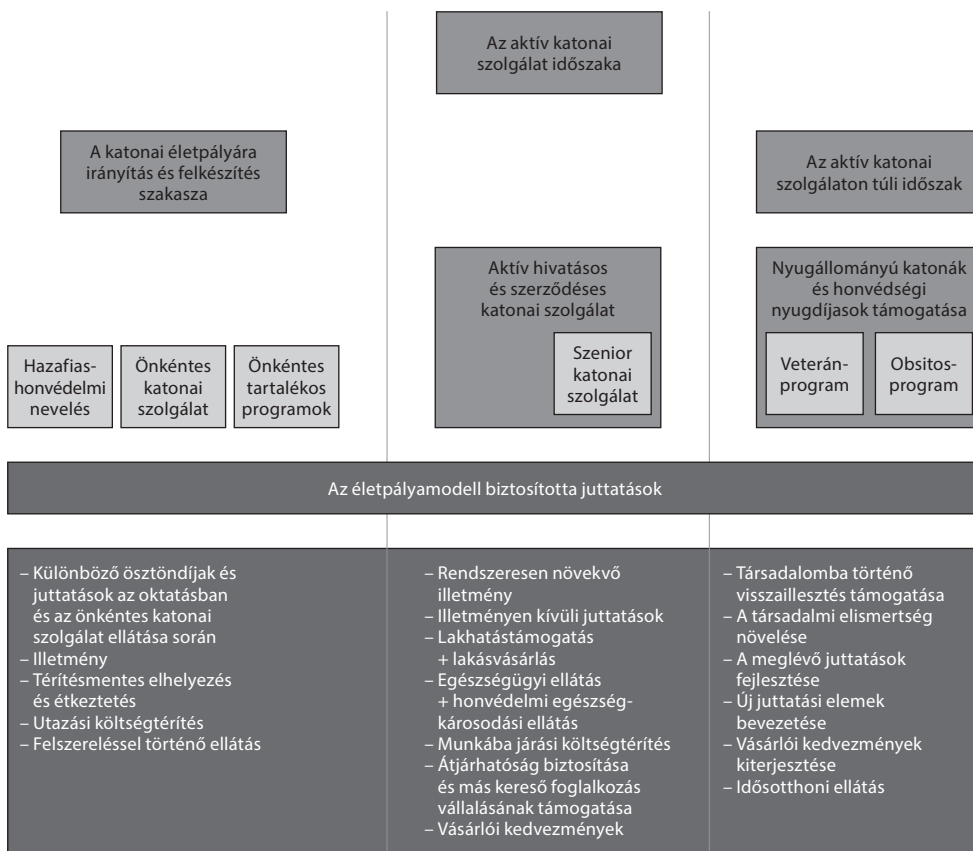 Az aktív katonai
szolgálat időszaka
A katonai életpályára
irányítás és felkészítés
szakasza
Az aktív katonai
szolgálaton túli időszak
Hazafias-
honvédelmi
nevelés
Önkéntes
katonai
szolgálat
Önkéntes
tartalékos
programok
Aktív hivatásos
és szerződéses
katonai szolgálat
Szenior
katonai
szolgálat
Nyugállományú katonák
és honvédségi
nyugdíjasok támogatása
Veterán-
program
Obsitos-
program
Az életpályamodell biztosította juttatások
– Különböző ösztöndíjak és
juttatások az oktatásban
és az önkéntes katonai
szolgálat ellátása során
– Illetmény
– Térítésmentes elhelyezés
és étkeztetés
– Utazási költségtérítés
– Felszereléssel történő ellátás
– Rendszeresen növekvő
illetmény
– Illetményen kívüli juttatások
– Lakhatástámogatás
+ lakásvásárlás
– Egészségügyi ellátás
+ honvédelmi egészség-
károsodási ellátás
– Munkába járási költségtérítés
– Átjárhatóság biztosítása
és más kereső foglalkozás
vállalásának támogatása
– Vásárlói kedvezmények
– Társadalomba történő
visszaillesztés támogatása
– A társadalmi elismertség
növelése
– A meglévő juttatások
fejlesztése
– Új juttatási elemek
bevezetése
– Vásárlói kedvezmények
kiterjesztése
– Idősotthoni ellátás